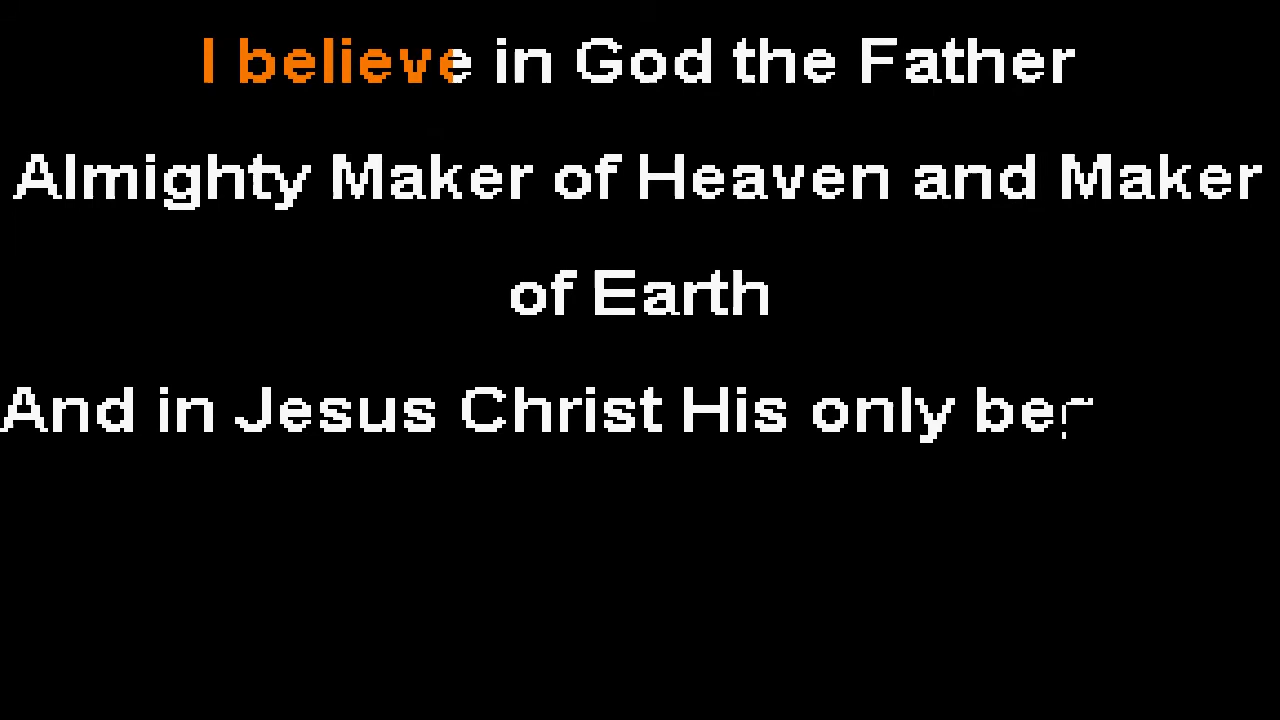 I believe in God the Father
Almighty Maker of Heaven and Maker
of Earth
And in Jesus Christ His only